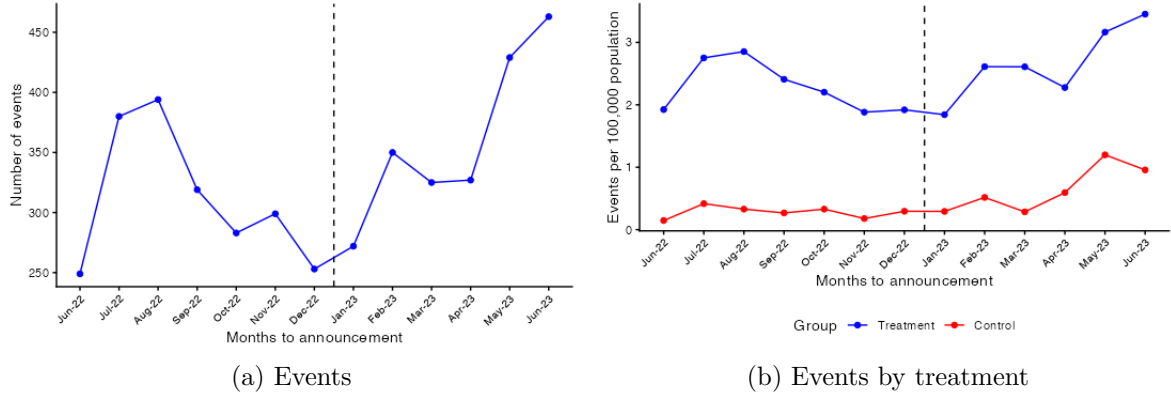 Number of events
450
400
350
300
250
Jun-22 Jul-22 Aug-22 Sep-22 Oct-22 Nov-22 Dec-22 Jan-23 Feb-23 Mar-23 Apr-23 May-23 Jun-23
Months to announcement
(a) Events
Events per 100,000 population
3
2
1
0
Jun-22 Jul-22 Aug-22 Sep-22 Oct-22 Nov-22 Dec-22 Jan-23 Feb-23 Mar-23 Apr-23 May-23 Jun-23
Months to announcement
Group Treatment Control
(b) Events by treatment